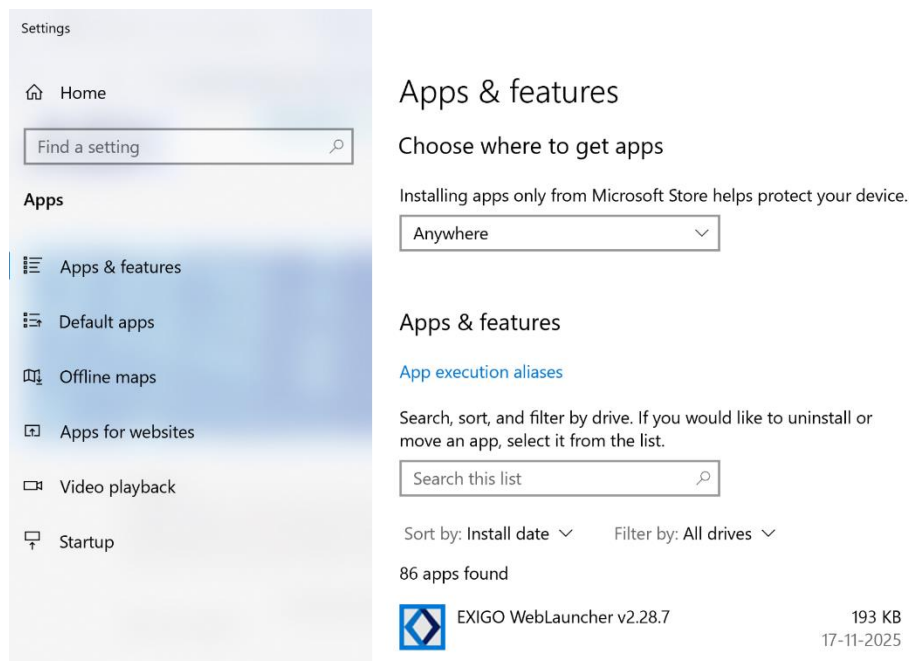 Settings
Home
Find a setting
Apps
Apps & features
Default apps
Offline maps
Apps for websites
Video playback
Startup
Apps & features
Choose where to get apps
Installing apps only from Microsoft Store helps protect your device.
Anywhere
Apps & features
App execution aliases
Search, sort, and filter by drive. If you would like to uninstall or
move an app, select it from the list.
Search this list
Sort by: Install date Filter by: All drives
86 apps found
EXIGO WebLauncher v2.28.7 193 KB
17-11-2025